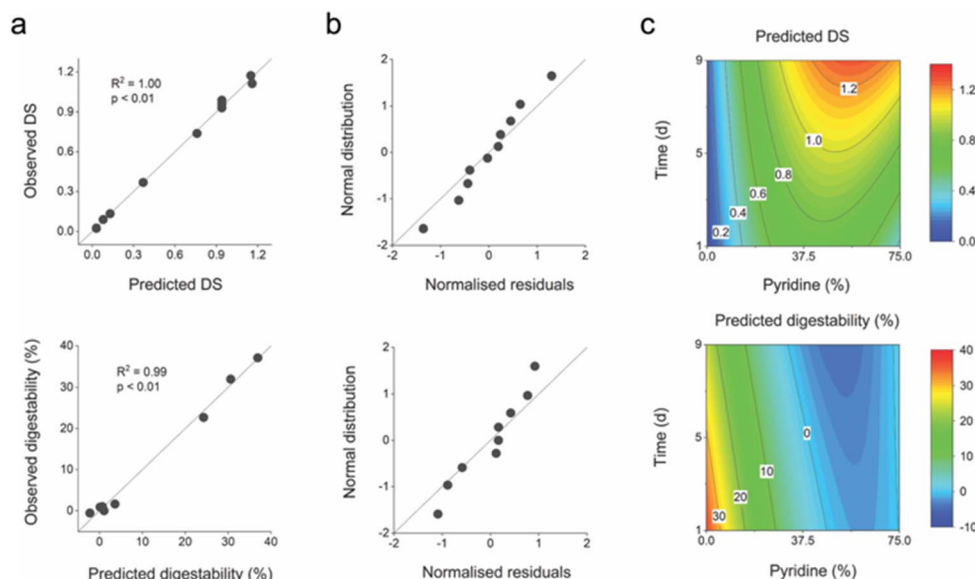 a
b
c
Observed DS
1.2
0.9
0.6
0.3
0.0
R² = 1.00
p < 0.01
0.0 0.3 0.6 0.9 1.2
Predicted DS
Normal distribution
2
1
0
-1
-2
-2 -1 0 1 2
Normalised residuals
Predicted DS
Time (d)
9
5
1
1.2
1.0
0.8
0.6
0.4
0.2
0.0 37.5 75.0
Pyridine (%)
1.2
0.8
0.4
0.0
Observed digestability (%)
40
30
20
10
0
R² = 0.99
p < 0.01
0 10 20 30 40
Predicted digestability (%)
Normal distribution
2
1
0
-1
-2
-2 -1 0 1 2
Normalised residuals
Predicted digestability (%)
Time (d)
9
5
1
0
10
20
30
0.0 37.5 75.0
Pyridine (%)
40
30
20
10
0
-10